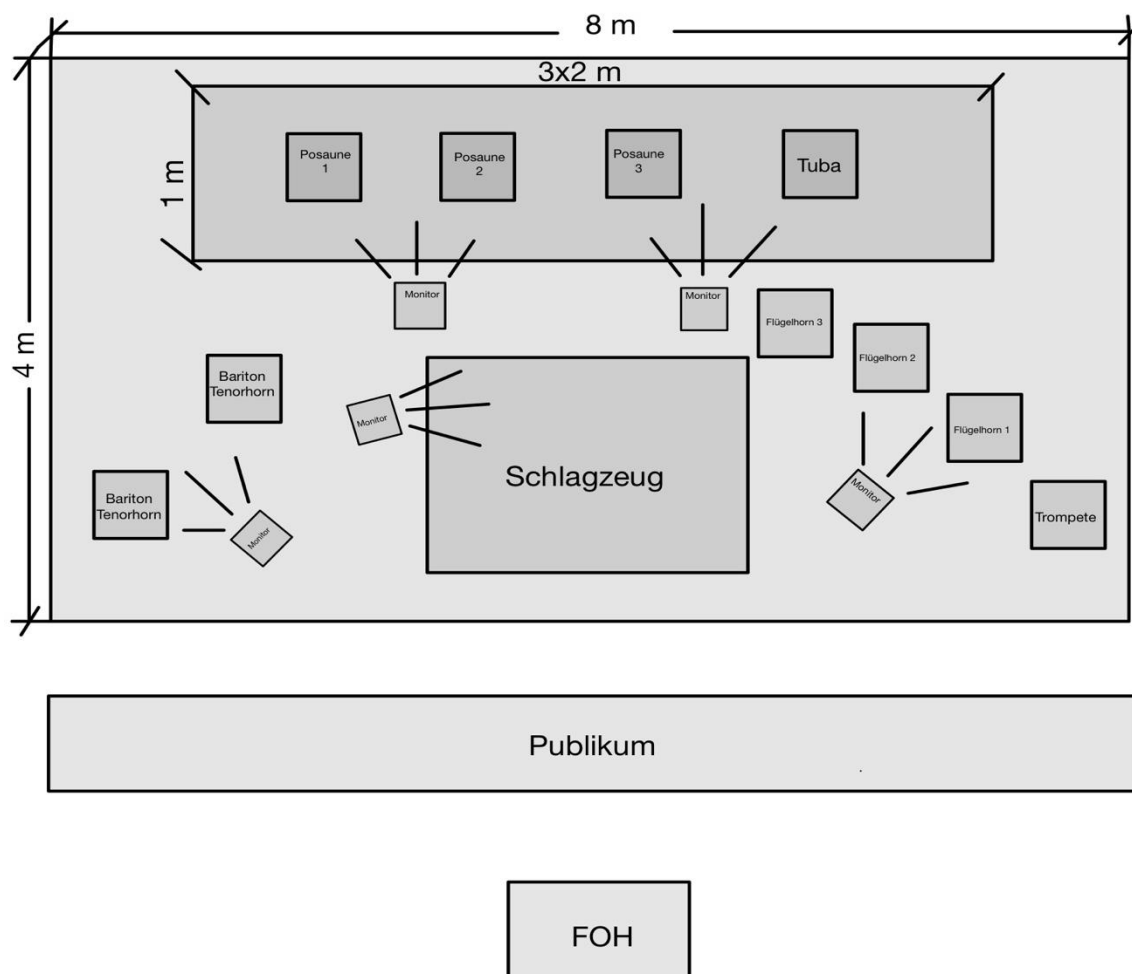 8 m
3x2 m
1 m
4 m
Posaune
1
Posaune
2
Posaune
3
Tuba
Monitor
Monitor
Flügelhorn 3
Flügelhorn 2
Flügelhorn 1
Trompete
Bariton
Tenorhorn
Monitor
Bariton
Tenorhorn
Monitor
Schlagzeug
Monitor
Publikum
FOH